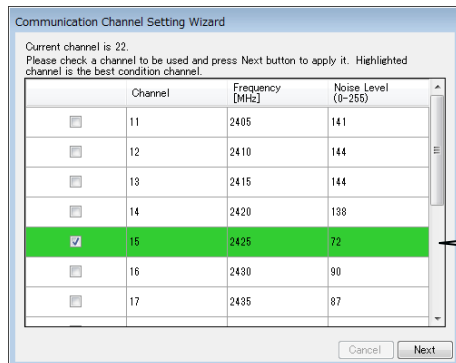 Communication Channel Setting Wizard
Current channel is 22.
Please check a channel to be used and press Next button to apply it. Highlighted
channel is the best condition channel.
Channel Frequency [MHz] Noise Level (0-255)
11 2405 141
12 2410 144
13 2415 144
14 2420 138
15 2425 72
16 2430 90
17 2435 87
Cancel Next